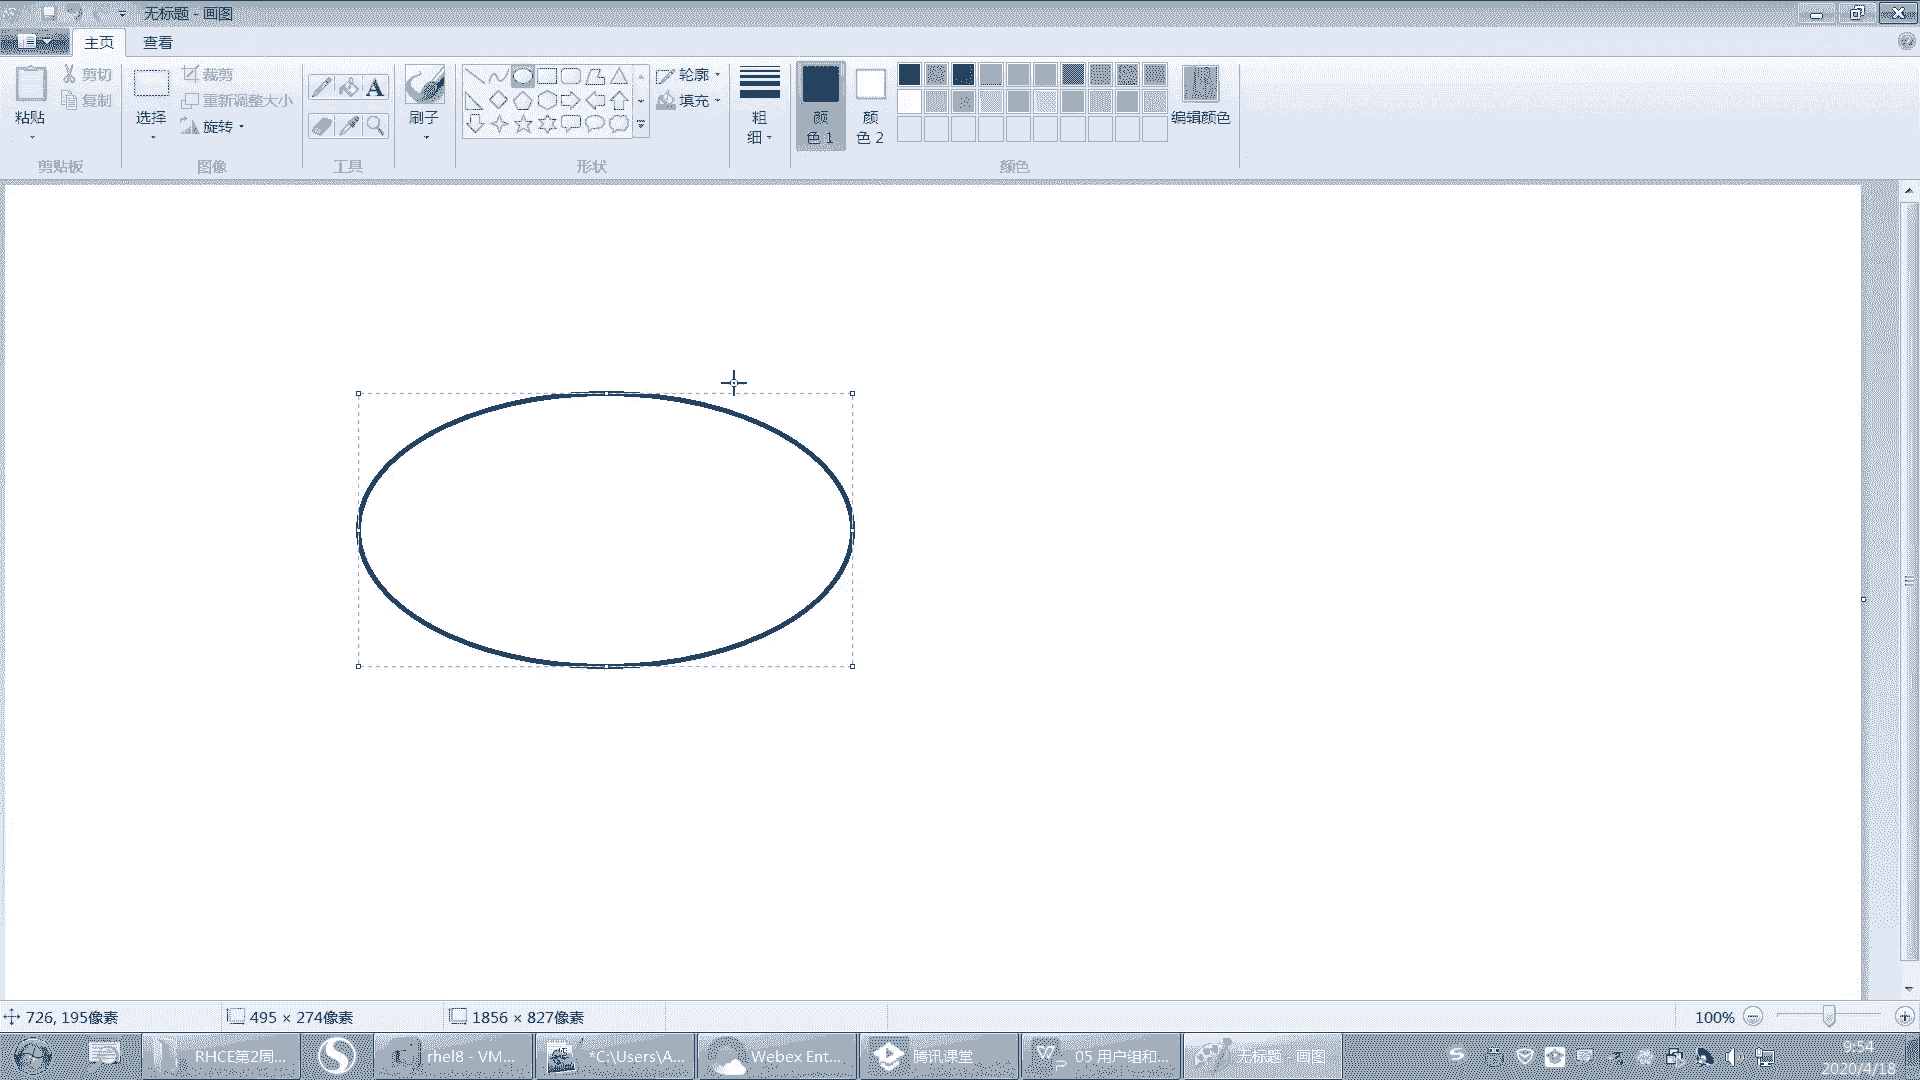 无标题 - 画图
主页 查看
粘贴
剪切
复制
剪贴板
选择
裁剪
重新调整大小
旋转
图像
A
工具
刷子
轮廓
填充
形状
粗细
颜色 1
颜色 2
编辑颜色
颜色
726, 195像素
495 × 274像素
1856 × 827像素
100%
RHCE第2周...
rhel8 - VM...
*C:\Users\A...
Webex Ent...
腾讯课堂
05 用户组和...
无标题 - 画图
9:54
2020/4/18